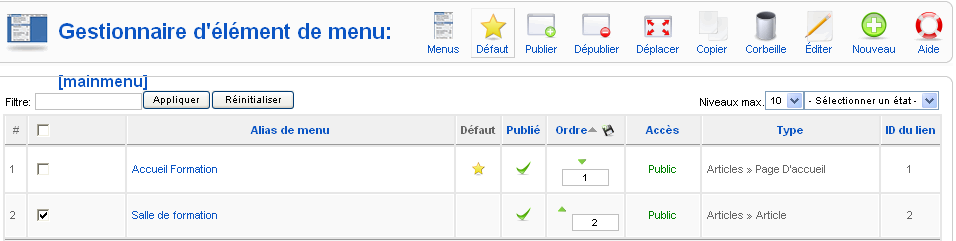 Gestionnaire d'élément de menu:
[mainmenu]
Menus Défaut Publier Dépublier Déplacer Copier Corbeille Éditer Nouveau Aide
Filtre: Appliquer Réinitialiser Niveaux max. 10 - Sélectionner un état -
# Alias de menu Défaut Publié Ordre Accès Type ID du lien
1 Accueil Formation 1 Public Articles » Page D'accueil 1
2 Salle de formation 2 Public Articles » Article 2